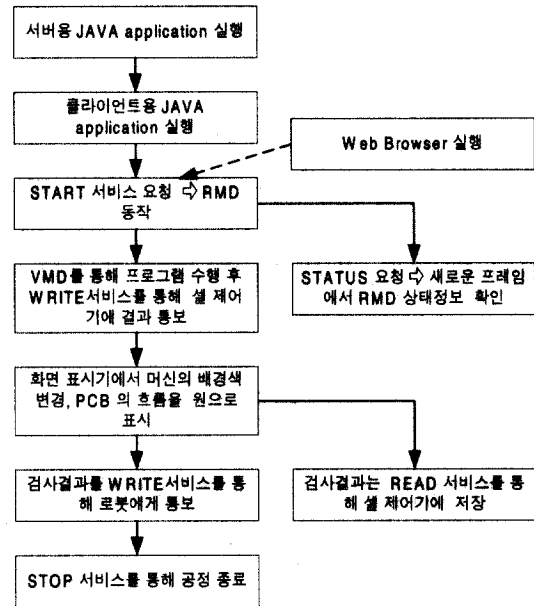 서버용 JAVA application 실행
클라이언트용 JAVA
application 실행
Web Browser 실행
START 서비스 요청 ⇨ RMD
동작
VMD를 통해 프로그램 수행 후
WRITE서비스를 통해 셀 제어
기에 결과 통보
STATUS 요청 ⇨ 새로운 프레임
에서 RMD 상태정보 확인
화면 표시기에서 머신의 배경색
변경, PCB 의 흐름을 원으로
표시
검사결과를 WRITE서비스를 통
해 로봇에게 통보
검사결과는 READ 서비스를 통
해 셀 제어기에 저장
STOP 서비스를 통해 공정 종료